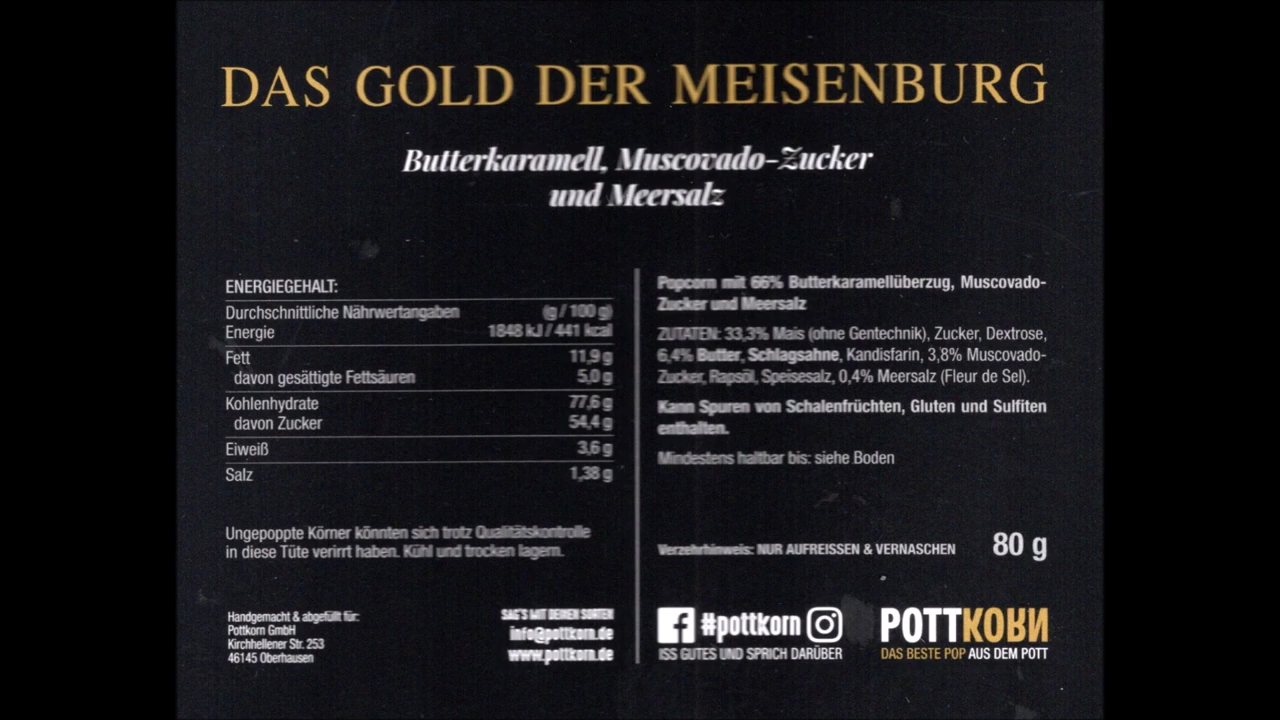 DAS GOLD DER MEISENBURG
Butterkaramell, Muscovado-Zucker
und Meersalz
ENERGIEGEHALT:
Durchschnittliche Nährwertangaben (g / 100 g)
Energie 1848 kJ / 441 kcal
Fett 11,9 g
davon gesättigte Fettsäuren 5,0 g
Kohlenhydrate 77,6 g
davon Zucker 54,4 g
Eiweiß 3,6 g
Salz 1,38 g
Ungepoppte Körner könnten sich trotz Qualitätskontrolle
in diese Tüte verirrt haben. Kühl und trocken lagern.
Handgemacht & abgefüllt für:
Pottkorn GmbH
Kirchhellener Str. 253
46145 Oberhausen
SAG'S MIT DEINEN SORTEN
info@pottkorn.de
www.pottkorn.de
Popcorn mit 66% Butterkaramellüberzug, Muscovado-
Zucker und Meersalz
ZUTATEN: 33,3% Mais (ohne Gentechnik), Zucker, Dextrose,
6,4% Butter, Schlagsahne, Kandisfarin, 3,8% Muscovado-
Zucker, Rapsöl, Speisesalz, 0,4% Meersalz (Fleur de Sel).
Kann Spuren von Schalenfrüchten, Gluten und Sulfiten
enthalten.
Mindestens haltbar bis: siehe Boden
Verzehrhinweis: NUR AUFREISSEN & VERNASCHEN 80 g
#pottkorn
ISS GUTES UND SPRICH DARÜBER
POTTKORN
DAS BESTE POP AUS DEM POTT